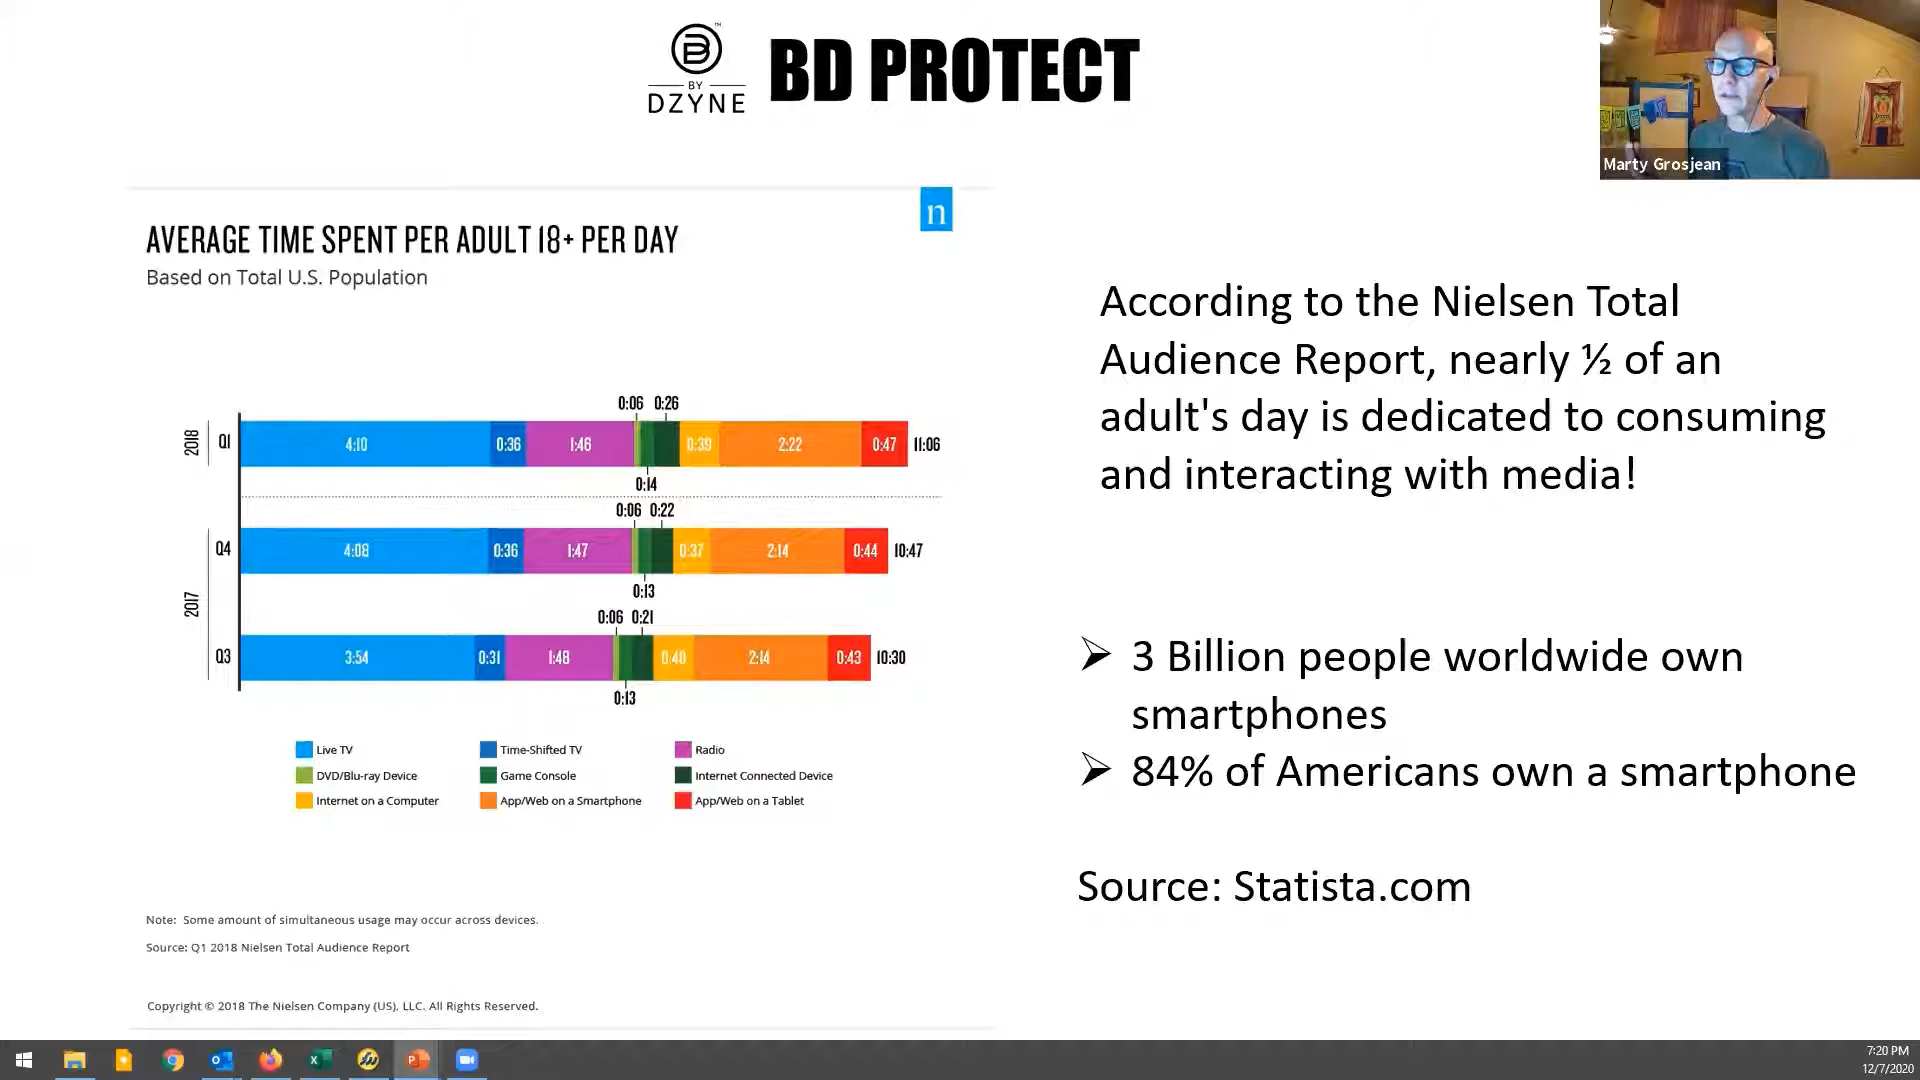 B
™
BY
DZYNE
BD PROTECT
Marty Grosjean
n
AVERAGE TIME SPENT PER ADULT 18+ PER DAY
Based on Total U.S. Population
According to the Nielsen Total
Audience Report, nearly ½ of an
adult's day is dedicated to consuming
and interacting with media!
0:06 0:26
2018 Q1 4:10 0:36 1:46 0:39 2:22 0:47 11:06
0:14
0:06 0:22
Q4 4:08 0:36 1:47 0:37 2:14 0:44 10:47
0:13
2017
0:06 0:21
Q3 3:54 0:31 1:48 0:40 2:14 0:43 10:30
0:13
Live TV Time-Shifted TV Radio
DVD/Blu-ray Device Game Console Internet Connected Device
Internet on a Computer App/Web on a Smartphone App/Web on a Tablet
➢ 3 Billion people worldwide own
smartphones
➢ 84% of Americans own a smartphone
Source: Statista.com
Note: Some amount of simultaneous usage may occur across devices.
Source: Q1 2018 Nielsen Total Audience Report
Copyright © 2018 The Nielsen Company (US), LLC. All Rights Reserved.
7:20 PM
12/7/2020